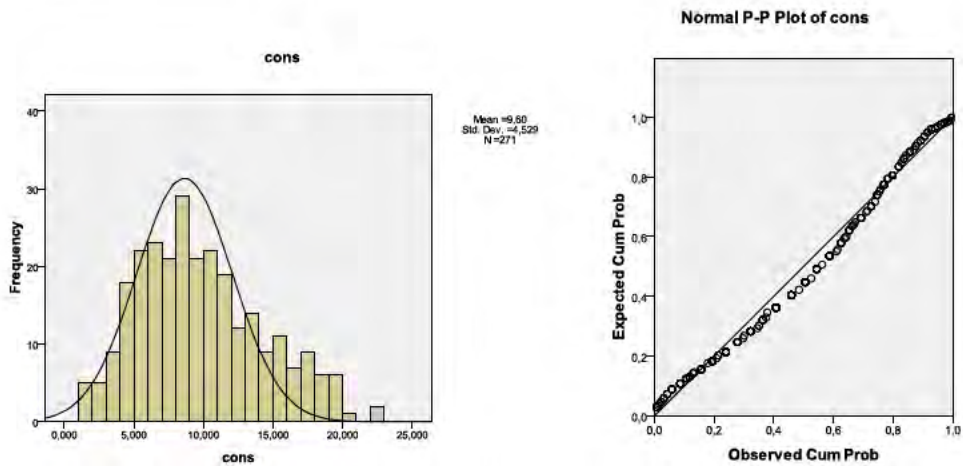 cons
Mean =9,60
Std. Dev. =4,529
N =271
Frequency
40
30
20
10
0
0,000 5,000 10,000 15,000 20,000 25,000
cons
Normal P-P Plot of cons
Expected Cum Prob
1,0
0,8
0,6
0,4
0,2
0,0
0,0 0,2 0,4 0,6 0,8 1,0
Observed Cum Prob